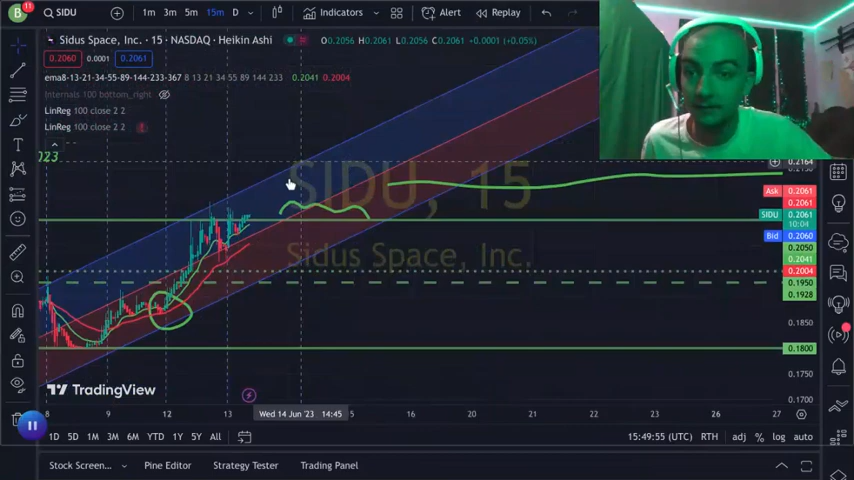 B 11 SIDU 1m 3m 5m 15m D Indicators Alert Replay
Sidus Space, Inc. · 15 · NASDAQ · Heikin Ashi O0.2056 H0.2061 L0.2056 C0.2061 +0.0001 (+0.05%)
0.2060 0.0001 0.2061
ema8-13-21-34-55-89-144-233-367 8 13 21 34 55 89 144 233 0.2041 0.2004
Internals 100 bottom_right
LinReg 100 close 2 2
LinReg 100 close 2 2
023
0.2164
SIDU, 15
Sidus Space, Inc.
Ask 0.2061
0.2061
SIDU 0.2061
10:04
Bid 0.2060
0.2050
0.2041
0.2004
0.1950
0.1928
0.1850
0.1800
0.1750
0.1700
TradingView
8 9 12 13 Wed 14 Jun '23 14:45 5 16 20 21 22 23 26 27
1D 5D 1M 3M 6M YTD 1Y 5Y All 15:49:55 (UTC) RTH adj % log auto
Stock Screen... Pine Editor Strategy Tester Trading Panel